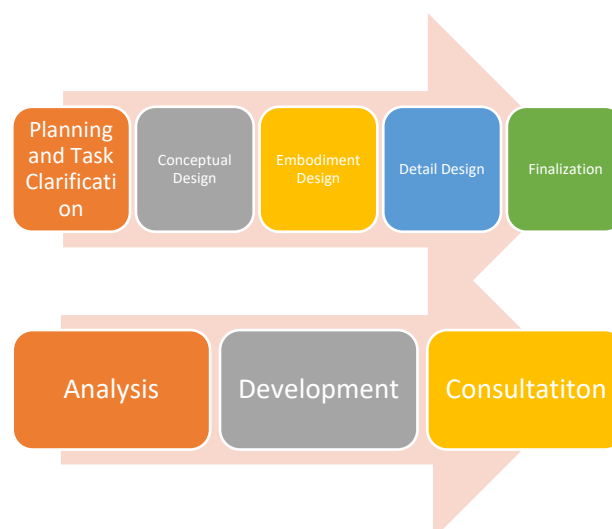 Planning
and Task
Clarificati
on
Conceptual
Design
Embodiment
Design
Detail Design
Finalization
Analysis
Development
Consultatiton